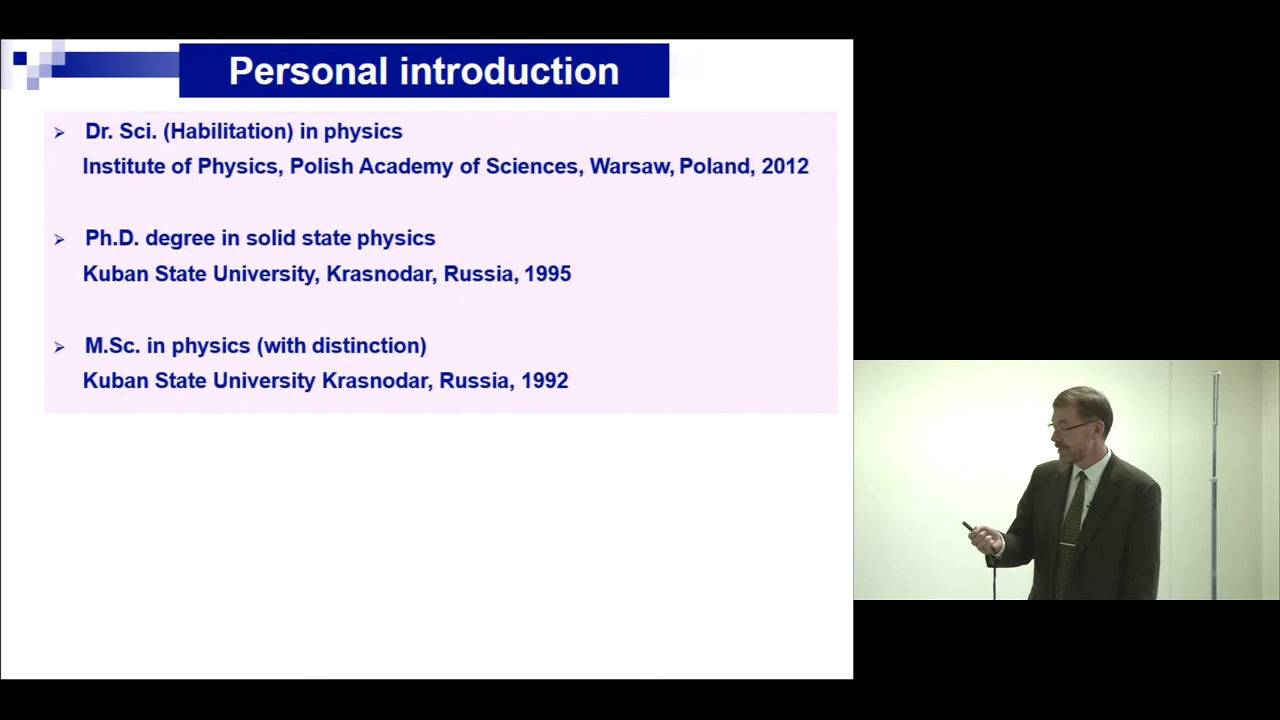 Personal introduction
Dr. Sci. (Habilitation) in physics
Institute of Physics, Polish Academy of Sciences, Warsaw, Poland, 2012
Ph.D. degree in solid state physics
Kuban State University, Krasnodar, Russia, 1995
M.Sc. in physics (with distinction)
Kuban State University Krasnodar, Russia, 1992